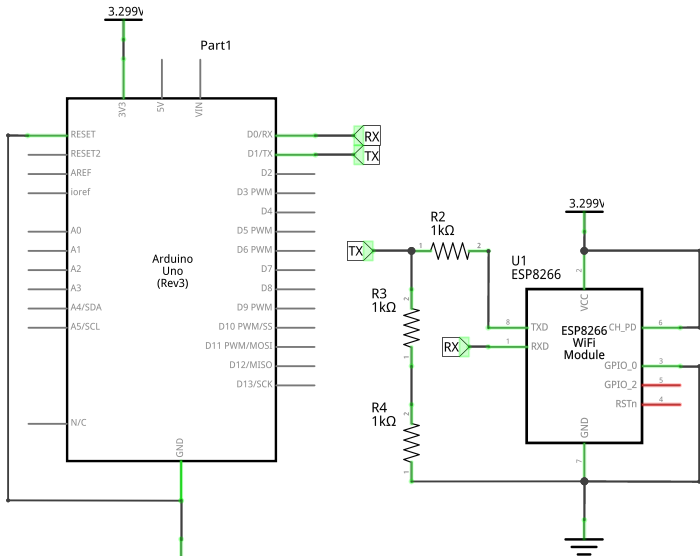 3.299V
Part1
3V3
5V
VIN
RESET
RESET2
AREF
ioref
A0
A1
A2
A3
A4/SDA
A5/SCL
N/C
Arduino
Uno
(Rev3)
D0/RX
D1/TX
D2
D3 PWM
D4
D5 PWM
D6 PWM
D7
D8
D9 PWM
D10 PWM/SS
D11 PWM/MOSI
D12/MISO
D13/SCK
GND
RX
TX
TX
R2
1kΩ
1
2
R3
1kΩ
2
1
R4
1kΩ
2
1
RX
3.299V
U1
ESP8266
2
VCC
8
TXD
1
RXD
ESP8266
WiFi
Module
CH_PD
6
GPIO_0
3
GPIO_2
5
RSTn
4
GND
7